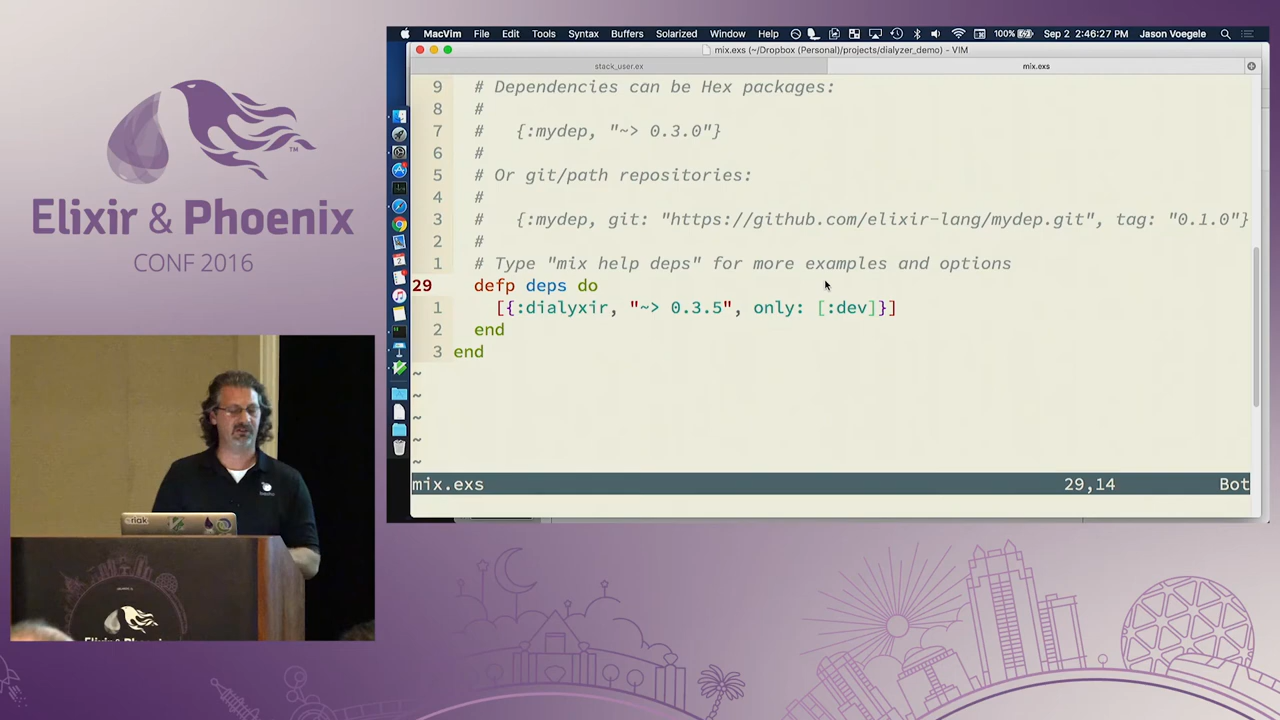 Elixir & Phoenix
TM
CONF 2016
MacVim File Edit Tools Syntax Buffers Solarized Window Help 100% Sep 2 2:46:27 PM Jason Voegele
mix.exs (~/Dropbox (Personal)/projects/dialyzer_demo) - VIM
stack_user.ex mix.exs
9 # Dependencies can be Hex packages:
8 #
7 # {:mydep, "~> 0.3.0"}
6 #
5 # Or git/path repositories:
4 #
3 # {:mydep, git: "https://github.com/elixir-lang/mydep.git", tag: "0.1.0"}
2 #
1 # Type "mix help deps" for more examples and options
29 defp deps do
1 [{:dialyxir, "~> 0.3.5", only: [:dev]}]
2 end
3 end
~
~
~
~
~
mix.exs 29,14 Bot
riak
Elixir & Phoenix